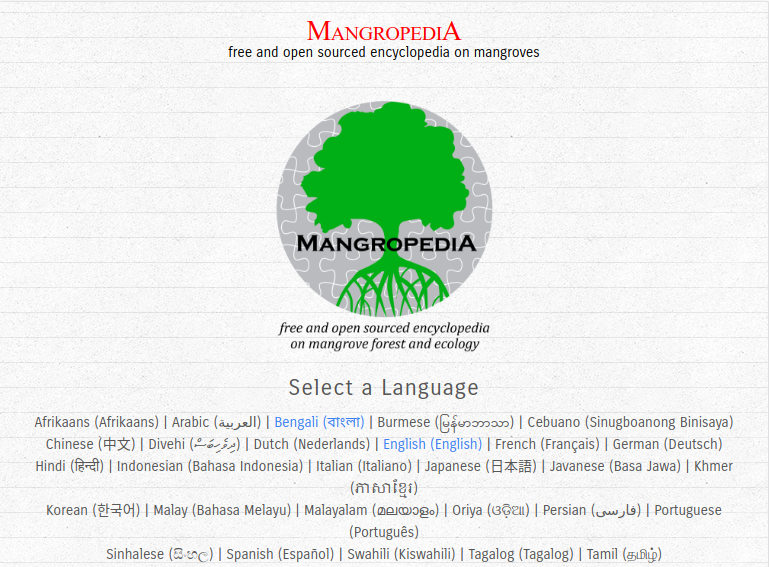 MANGROPEDIA
free and open sourced encyclopedia on mangroves
MANGROPEDIA
free and open sourced encyclopedia
on mangrove forest and ecology
Select a Language
Afrikaans (Afrikaans) | Arabic (العربية) | Bengali (বাংলা) | Burmese (မြန်မာဘာသာ) | Cebuano (Sinugboanong Binisaya)
Chinese (中文) | Divehi (ދިވެހިބަސް) | Dutch (Nederlands) | English (English) | French (Français) | German (Deutsch)
Hindi (हिन्दी) | Indonesian (Bahasa Indonesia) | Italian (Italiano) | Japanese (日本語) | Javanese (Basa Jawa) | Khmer
(ភាសាខ្មែរ)
Korean (한국어) | Malay (Bahasa Melayu) | Malayalam (മലയാളം) | Oriya (ଓଡ଼ିଆ) | Persian (فارسی) | Portuguese
(Português)
Sinhalese (සිංහල) | Spanish (Español) | Swahili (Kiswahili) | Tagalog (Tagalog) | Tamil (தமிழ்)